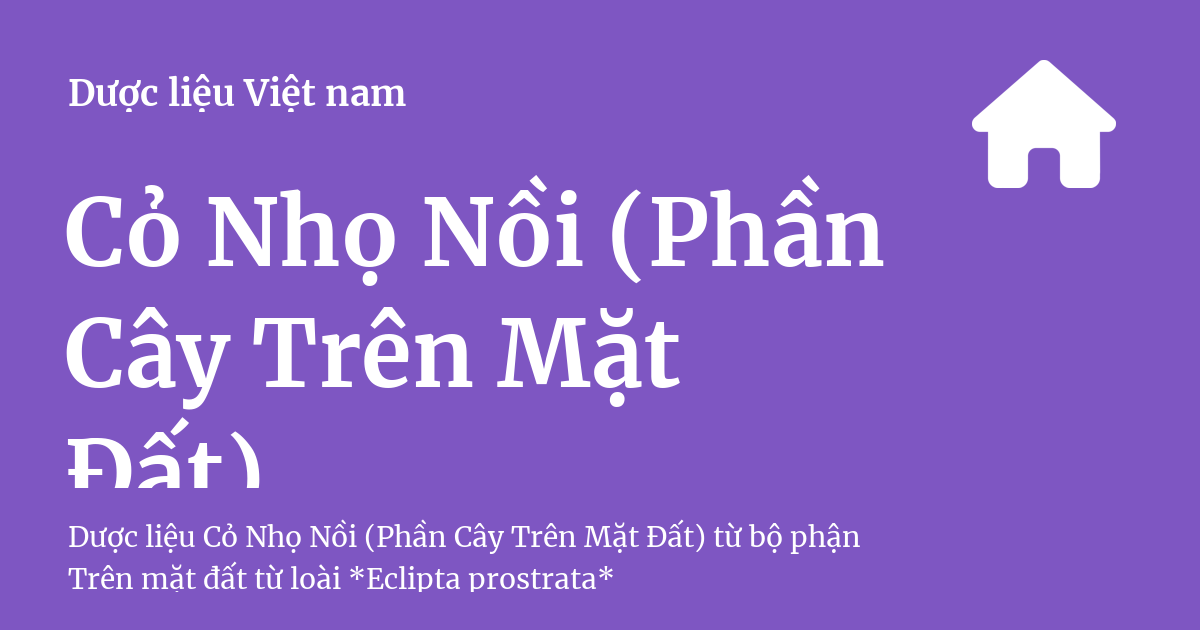 Dược liệu Việt nam
Cỏ Nhọ Nồi (Phần
Cây Trên Mặt
Đất)
Dược liệu Cỏ Nhọ Nồi (Phần Cây Trên Mặt Đất) từ bộ phận
Trên mặt đất từ loài *Eclipta prostrata*